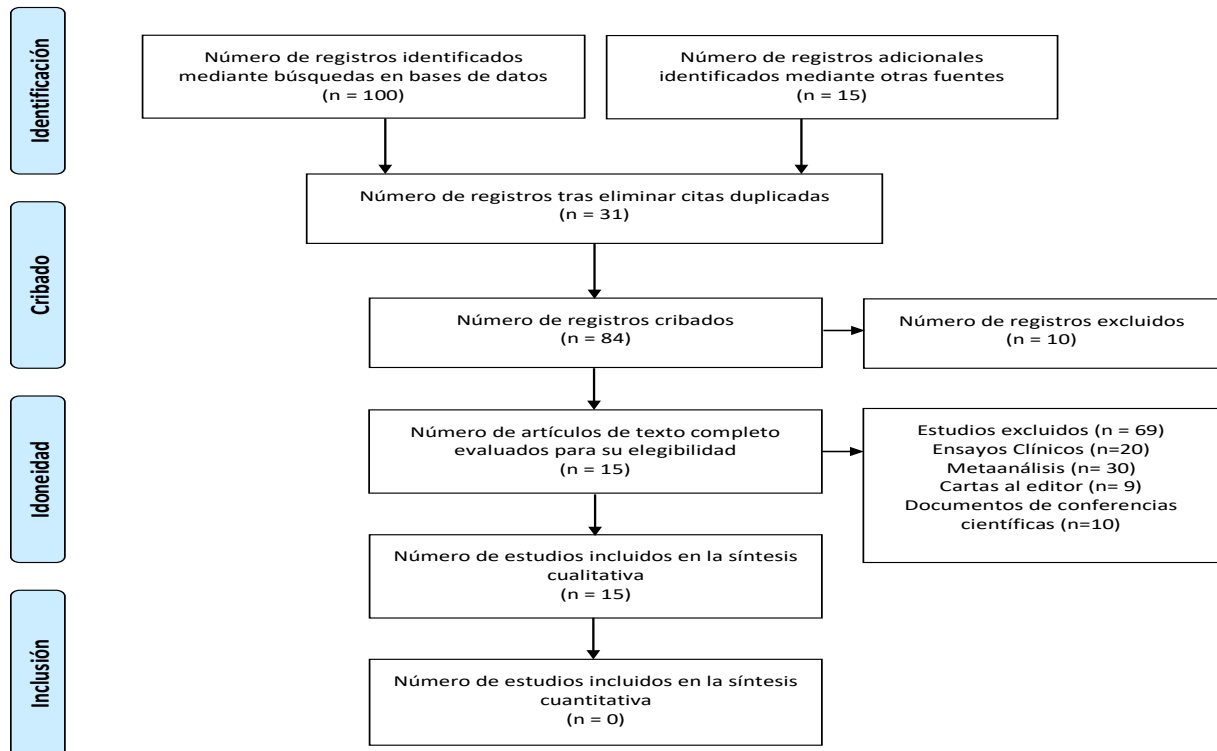 Identificación
Número de registros identificados
mediante búsquedas en bases de datos
(n = 100)
Número de registros adicionales
identificados mediante otras fuentes
(n = 15)
Número de registros tras eliminar citas duplicadas
(n = 31)
Cribado
Número de registros cribados
(n = 84)
Número de registros excluidos
(n = 10)
Idoneidad
Número de artículos de texto completo
evaluados para su elegibilidad
(n = 15)
Estudios excluidos (n = 69)
Ensayos Clínicos (n=20)
Metaanálisis (n= 30)
Cartas al editor (n= 9)
Documentos de conferencias
científicas (n=10)
Número de estudios incluidos en la síntesis
cualitativa
(n = 15)
Inclusión
Número de estudios incluidos en la síntesis
cuantitativa
(n = 0)